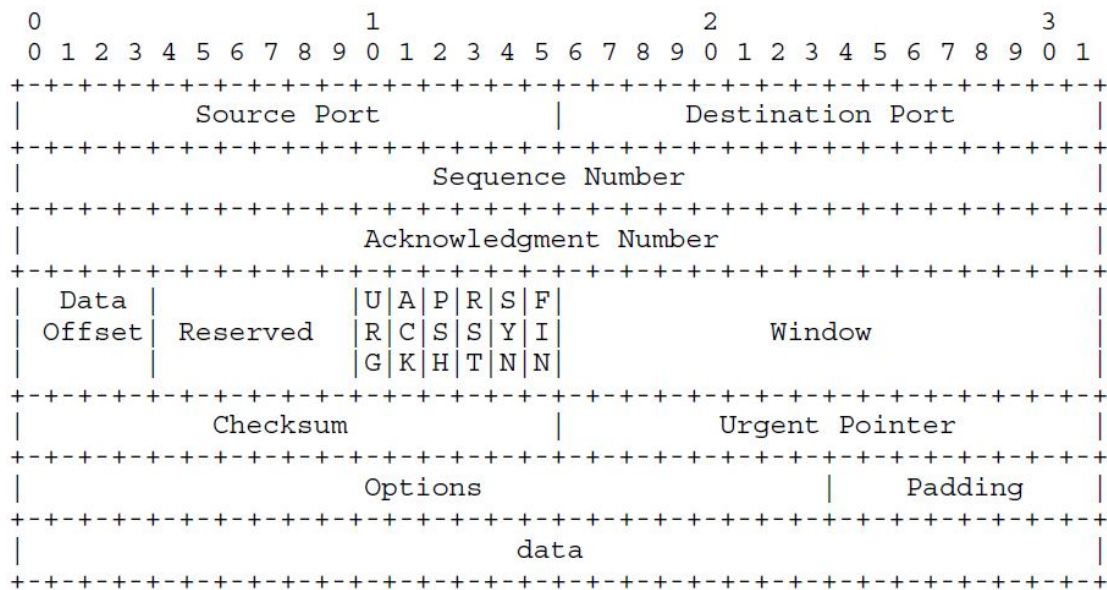 0                   1                   2                   3
0 1 2 3 4 5 6 7 8 9 0 1 2 3 4 5 6 7 8 9 0 1 2 3 4 5 6 7 8 9 0 1
+-+-+-+-+-+-+-+-+-+-+-+-+-+-+-+-+-+-+-+-+-+-+-+-+-+-+-+-+-+-+-+-+
|          Source Port          |       Destination Port        |
+-+-+-+-+-+-+-+-+-+-+-+-+-+-+-+-+-+-+-+-+-+-+-+-+-+-+-+-+-+-+-+-+
|                        Sequence Number                        |
+-+-+-+-+-+-+-+-+-+-+-+-+-+-+-+-+-+-+-+-+-+-+-+-+-+-+-+-+-+-+-+-+
|                    Acknowledgment Number                      |
+-+-+-+-+-+-+-+-+-+-+-+-+-+-+-+-+-+-+-+-+-+-+-+-+-+-+-+-+-+-+-+-+
|  Data |           |U|A|P|R|S|F|                               |
| Offset| Reserved  |R|C|S|S|Y|I|            Window             |
|       |           |G|K|H|T|N|N|                               |
+-+-+-+-+-+-+-+-+-+-+-+-+-+-+-+-+-+-+-+-+-+-+-+-+-+-+-+-+-+-+-+-+
|           Checksum            |         Urgent Pointer        |
+-+-+-+-+-+-+-+-+-+-+-+-+-+-+-+-+-+-+-+-+-+-+-+-+-+-+-+-+-+-+-+-+
|                    Options                    |    Padding    |
+-+-+-+-+-+-+-+-+-+-+-+-+-+-+-+-+-+-+-+-+-+-+-+-+-+-+-+-+-+-+-+-+
|                             data                              |
+-+-+-+-+-+-+-+-+-+-+-+-+-+-+-+-+-+-+-+-+-+-+-+-+-+-+-+-+-+-+-+-+